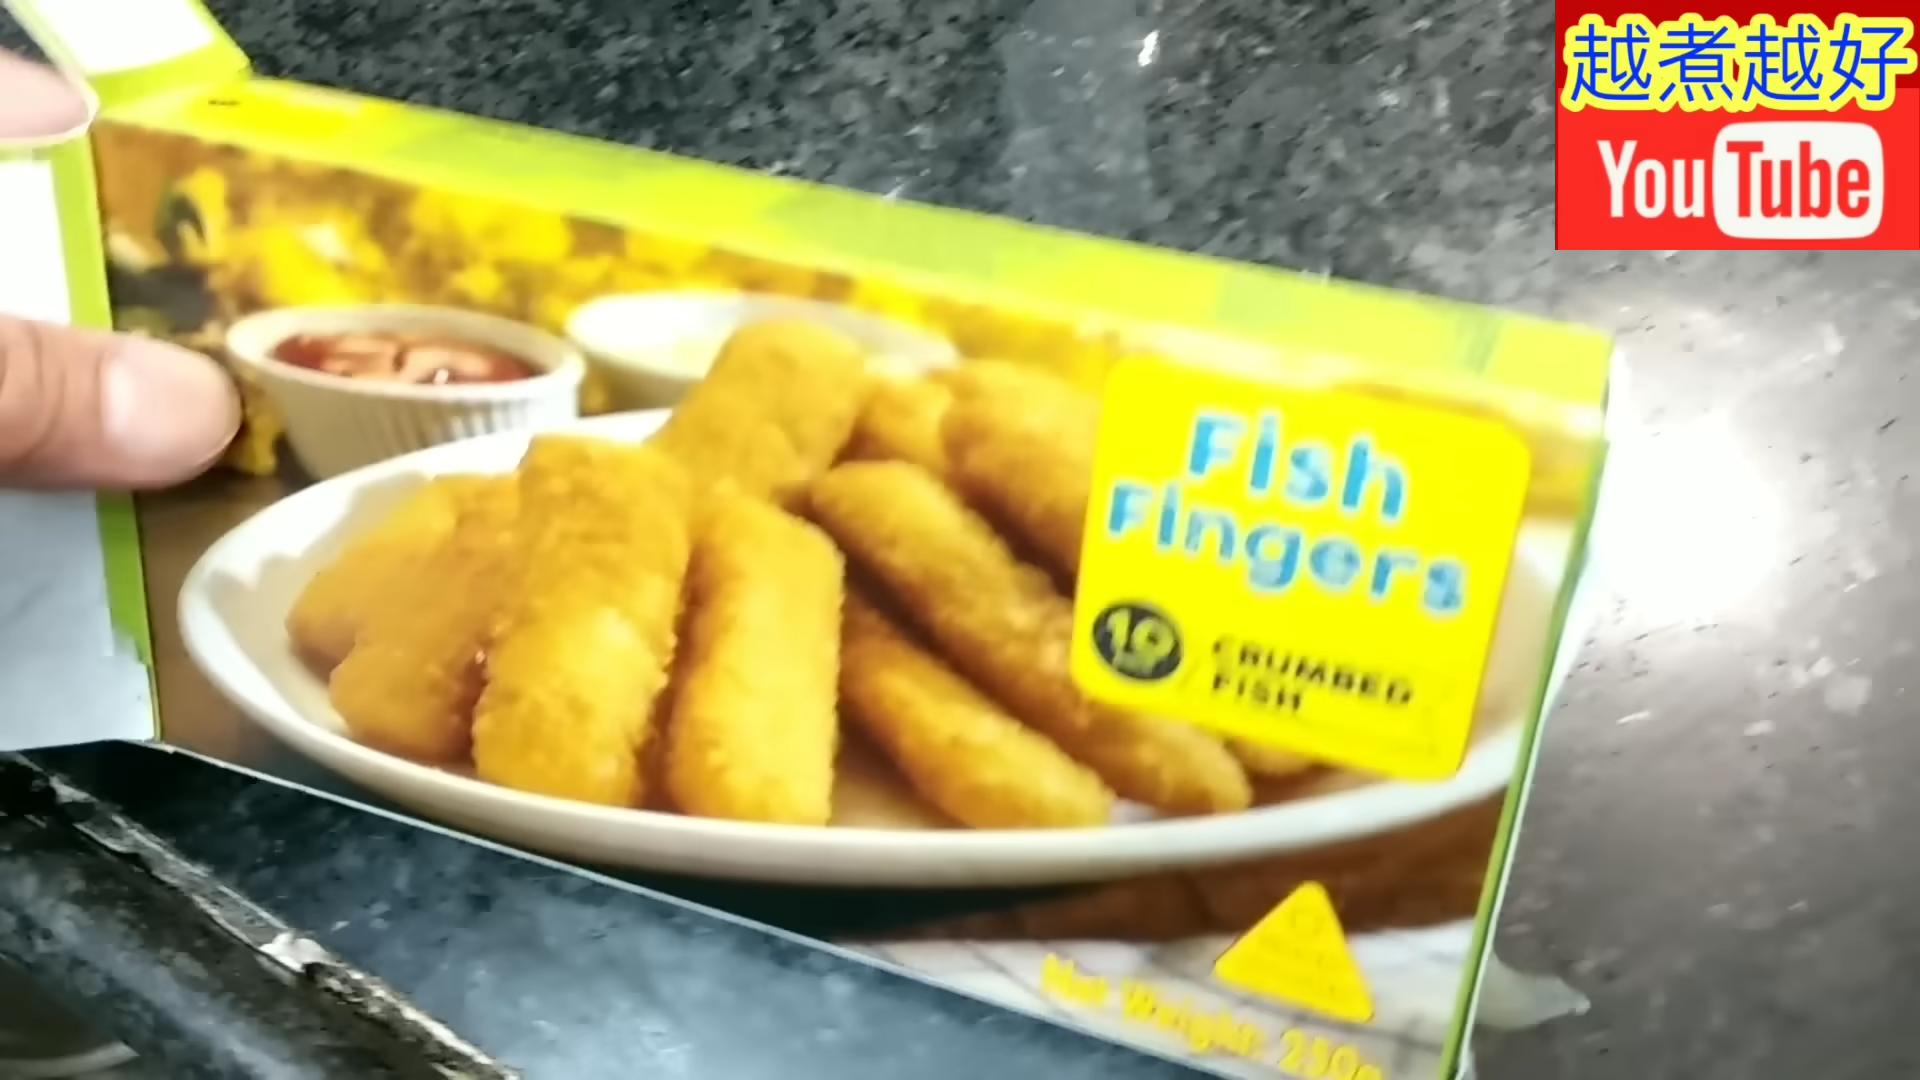 越煮越好
YouTube
Fish
Fingers
10
CRUMBED
FISH
Net Weight: 250g